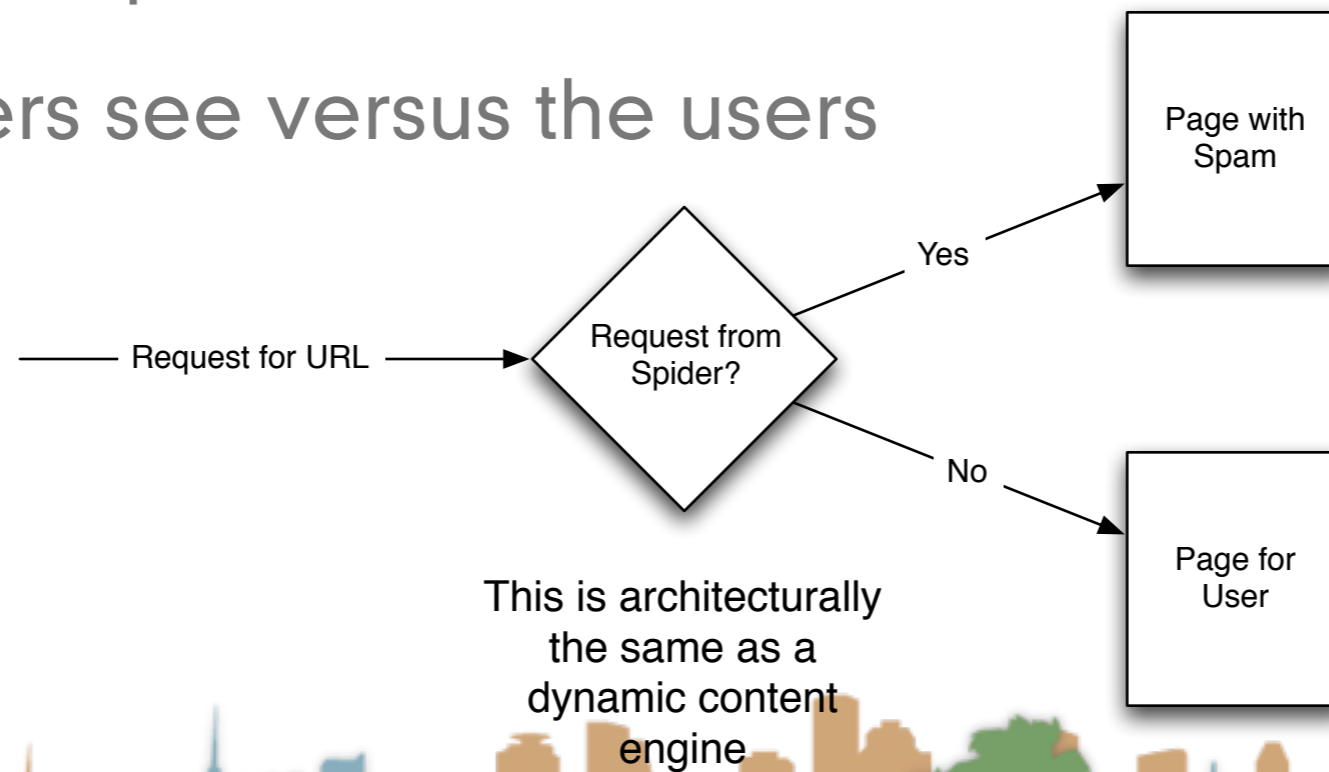 ers see versus the users
Page with
Spam
Yes
Request from
Spider?
Request for URL
No
Page for
User
This is architecturally
the same as a
dynamic content
engine